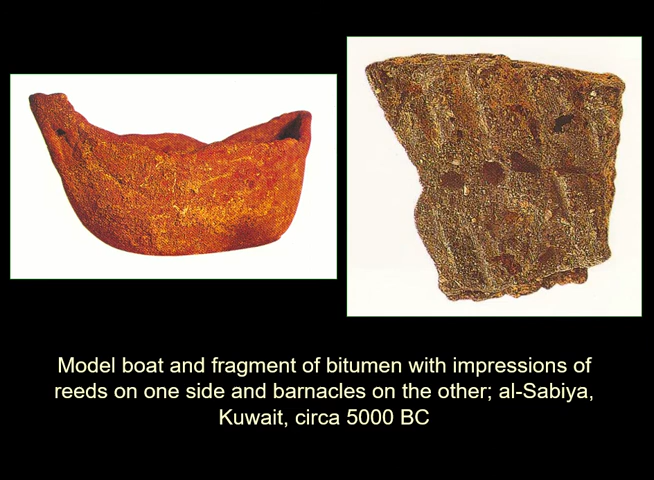 Model boat and fragment of bitumen with impressions of
reeds on one side and barnacles on the other; al-Sabiya,
Kuwait, circa 5000 BC